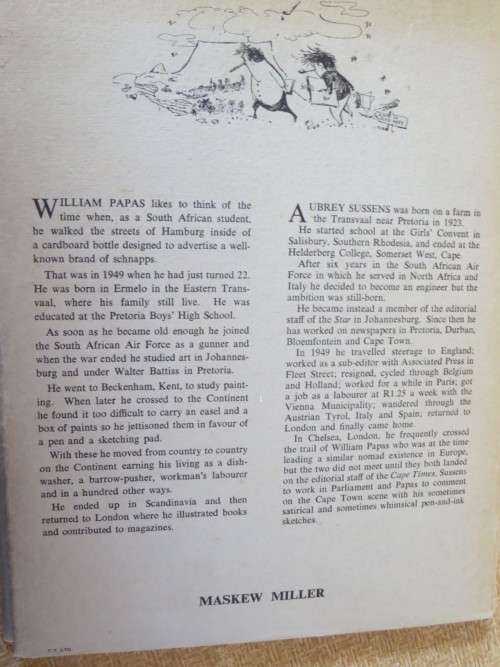 WILLIAM PAPAS likes to think of the
time when, as a South African student,
he walked the streets of Hamburg inside of
a cardboard bottle designed to advertise a well-
known brand of schnapps.
That was in 1949 when he had just turned 22.
He was born in Ermelo in the Eastern Trans-
vaal, where his family still live. He was
educated at the Pretoria Boys' High School.
As soon as he became old enough he joined
the South African Air Force as a gunner and
when the war ended he studied art in Johannes-
burg and under Walter Battiss in Pretoria.
He went to Beckenham, Kent, to study paint-
ing. When later he crossed to the Continent
he found it too difficult to carry an easel and a
box of paints so he jettisoned them in favour of
a pen and a sketching pad.
With these he moved from country to country
on the Continent earning his living as a dish-
washer, a barrow-pusher, workman's labourer
and in a hundred other ways.
He ended up in Scandinavia and then
returned to London where he illustrated books
and contributed to magazines.
AUBREY SUSSENS was born on a farm in
the Transvaal near Pretoria in 1923.
He started school at the Girls' Convent in
Salisbury, Southern Rhodesia, and ended at the
Helderberg College, Somerset West, Cape.
After six years in the South African Air
Force in which he served in North Africa and
Italy he decided to become an engineer but the
ambition was still-born.
He became instead a member of the editorial
staff of the Star in Johannesburg. Since then he
has worked on newspapers in Pretoria, Durban,
Bloemfontein and Cape Town.
In 1949 he travelled steerage to England;
worked as a sub-editor with Associated Press in
Fleet Street; resigned, cycled through Belgium
and Holland; worked for a while in Paris; got
a job as a labourer at R1.25 a week with the
Vienna Municipality; wandered through the
Austrian Tyrol, Italy and Spain; returned to
London and finally came home.
In Chelsea, London, he frequently crossed
the trail of William Papas who was at the time
leading a similar nomad existence in Europe,
but the two did not meet until they both landed
on the editorial staff of the Cape Times, Sussens
to work in Parliament and Papas to comment
on the Cape Town scene with his sometimes
satirical and sometimes whimsical pen-and-ink
sketches.
MASKEW MILLER